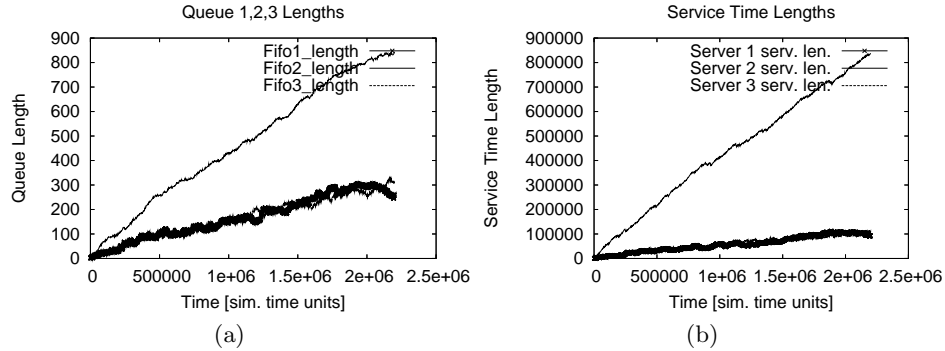 Queue 1,2,3 Lengths
900
800
700
600
500
400
300
200
100
0
0
500000
1e+06
1.5e+06
2e+06
2.5e+06
Queue Length
Time [sim. time units]
Fifo1_length
Fifo2_length
Fifo3_length
(a)
Service Time Lengths
900000
800000
700000
600000
500000
400000
300000
200000
100000
0
0
500000
1e+06
1.5e+06
2e+06
2.5e+06
Service Time Length
Time [sim. time units]
Server 1 serv. len.
Server 2 serv. len.
Server 3 serv. len.
(b)